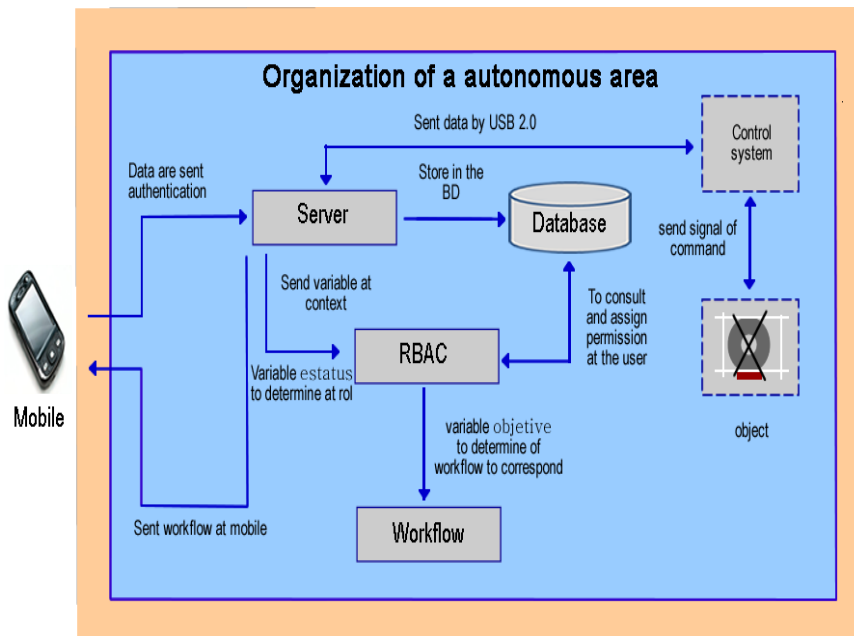 Organization of a autonomous area
Sent data by USB 2.0
Control
system
Data are sent
authentication
Store in the
BD
Server
Database
send signal of
command
Send variable at
context
To consult
and assign
permission
at the user
RBAC
Variable estatus
to determine at rol
Mobile
variable objetive
to determine of
workflow to correspond
object
Sent workflow at mobile
Workflow